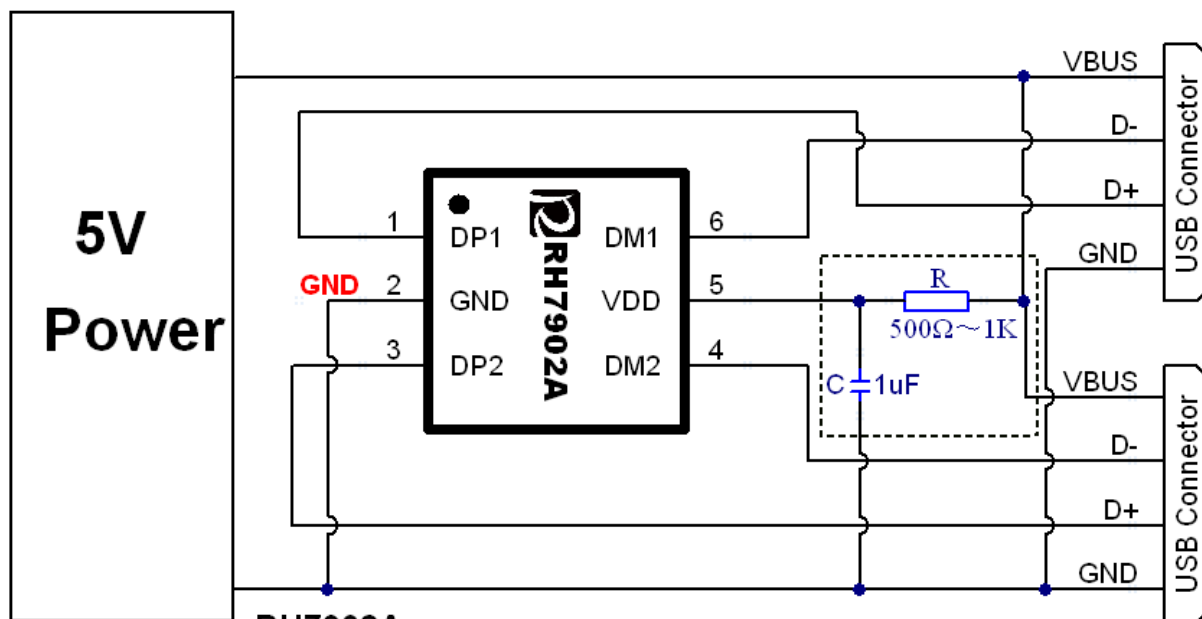 5V
Power
1
DP1
GND
2
GND
3
DP2
RH7902A
6
DM1
5
VDD
4
DM2
R
500Ω～1K
C
1uF
VBUS
D-
D+
GND
USB Connector
VBUS
D-
D+
GND
USB Connector